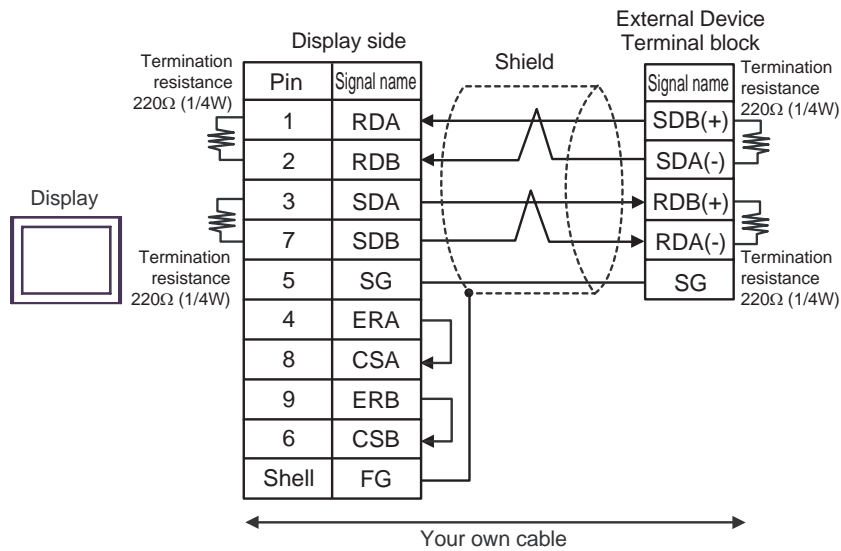 External Device
Display side
Terminal block
Shield
Termination
resistance
220Ω (1/4W)
Pin Signal name
Signal name
Termination
resistance
220Ω (1/4W)
1 RDA
SDB(+)
2 RDB
SDA(-)
3 SDA
RDB(+)
Display
7 SDB
RDA(-)
Termination
resistance
220Ω (1/4W)
5 SG
SG
Termination
resistance
220Ω (1/4W)
4 ERA
8 CSA
9 ERB
6 CSB
Shell FG
Your own cable